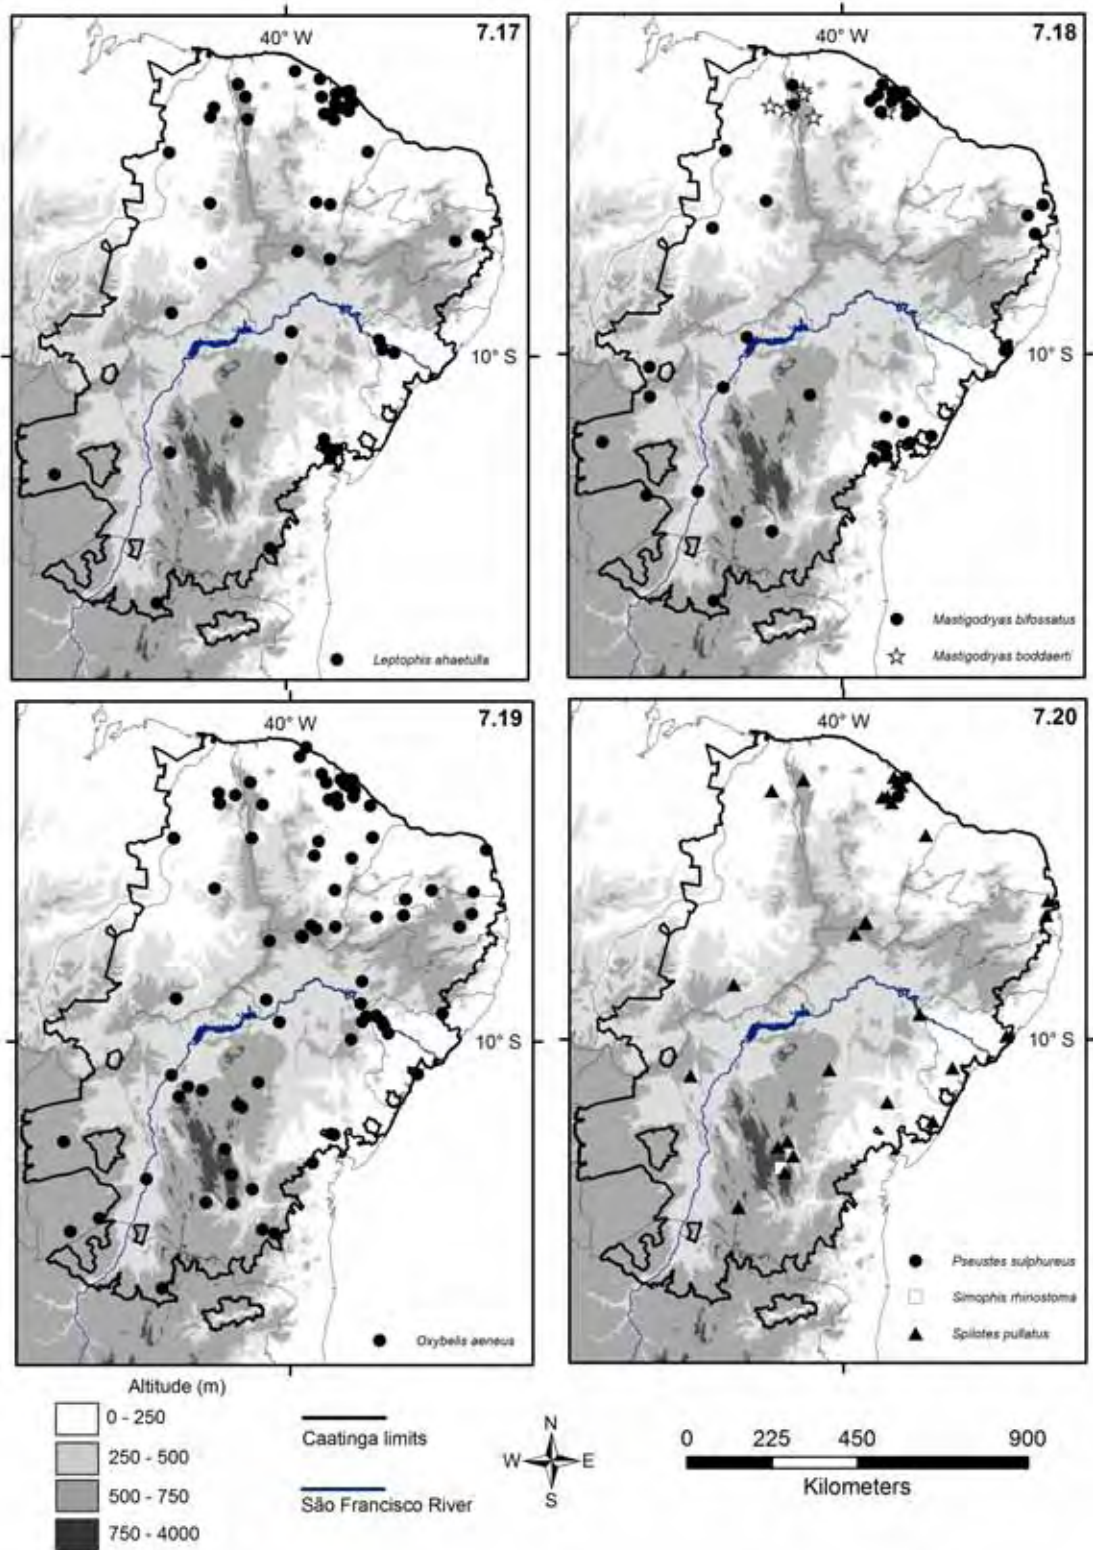 40° W 7.17
10° S
Leptophis ahaetulla
40° W 7.18
10° S
Mastigodryas bifossatus
Mastigodryas boddaerti
40° W 7.19
10° S
Oxybelis aeneus
40° W 7.20
10° S
Pseustes sulphureus
Simophis rhinostoma
Spilotes pullatus
Altitude (m)
0 - 250
250 - 500
500 - 750
750 - 4000
Caatinga limits
São Francisco River
N
W E
S
0 225 450 900
Kilometers